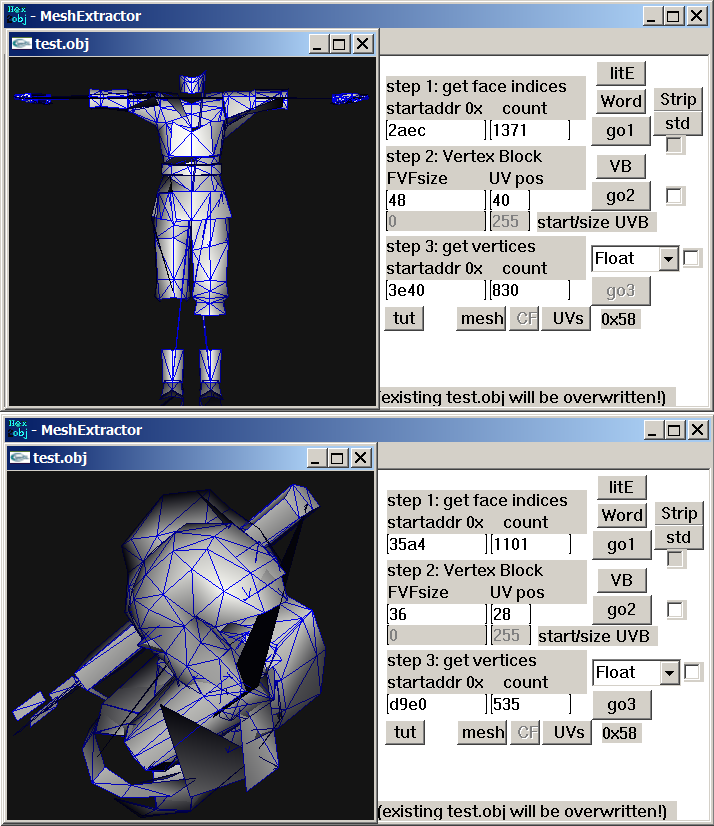 Hex
obj - MeshExtractor
test.obj
litE
step 1: get face indices
startaddr 0x count
Word
Strip
2aec 1371
go1
std
step 2: Vertex Block
VB
FVFsize UV pos
48 40
go2
0 255 start/size UVB
step 3: get vertices
startaddr 0x count
Float
3e40 830
go3
tut mesh CF UVs 0x58
(existing test.obj will be overwritten!)
Hex
obj - MeshExtractor
test.obj
litE
step 1: get face indices
startaddr 0x count
Word
Strip
35a4 1101
go1
std
step 2: Vertex Block
VB
FVFsize UV pos
36 28
go2
0 255 start/size UVB
step 3: get vertices
startaddr 0x count
Float
d9e0 535
go3
tut mesh CF UVs 0x58
(existing test.obj will be overwritten!)